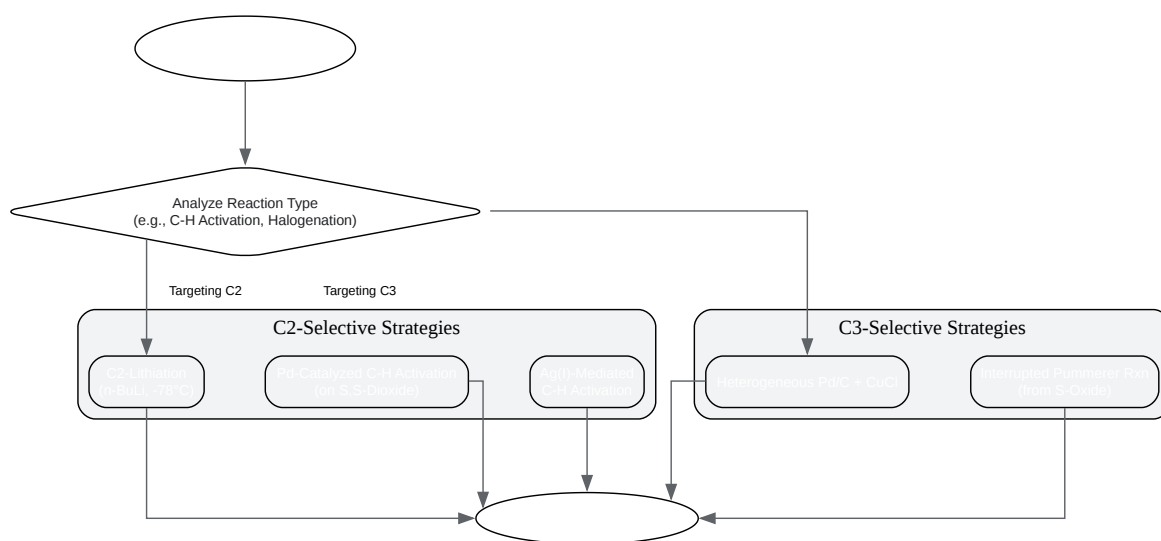 Analyze Reaction Type
(e.g., C-H Activation, Halogenation)
Targeting C2
Targeting C3
C2-Selective Strategies
C3-Selective Strategies
C2-Lithiation
(n-BuLi, -78°C)
Pd-Catalyzed C-H Activation
(on S,S-Dioxide)
Ag(I)-Mediated
C-H Activation
Heterogeneous Pd/C + CuCl
Interrupted Pummerer Rxn
(from S-Oxide)